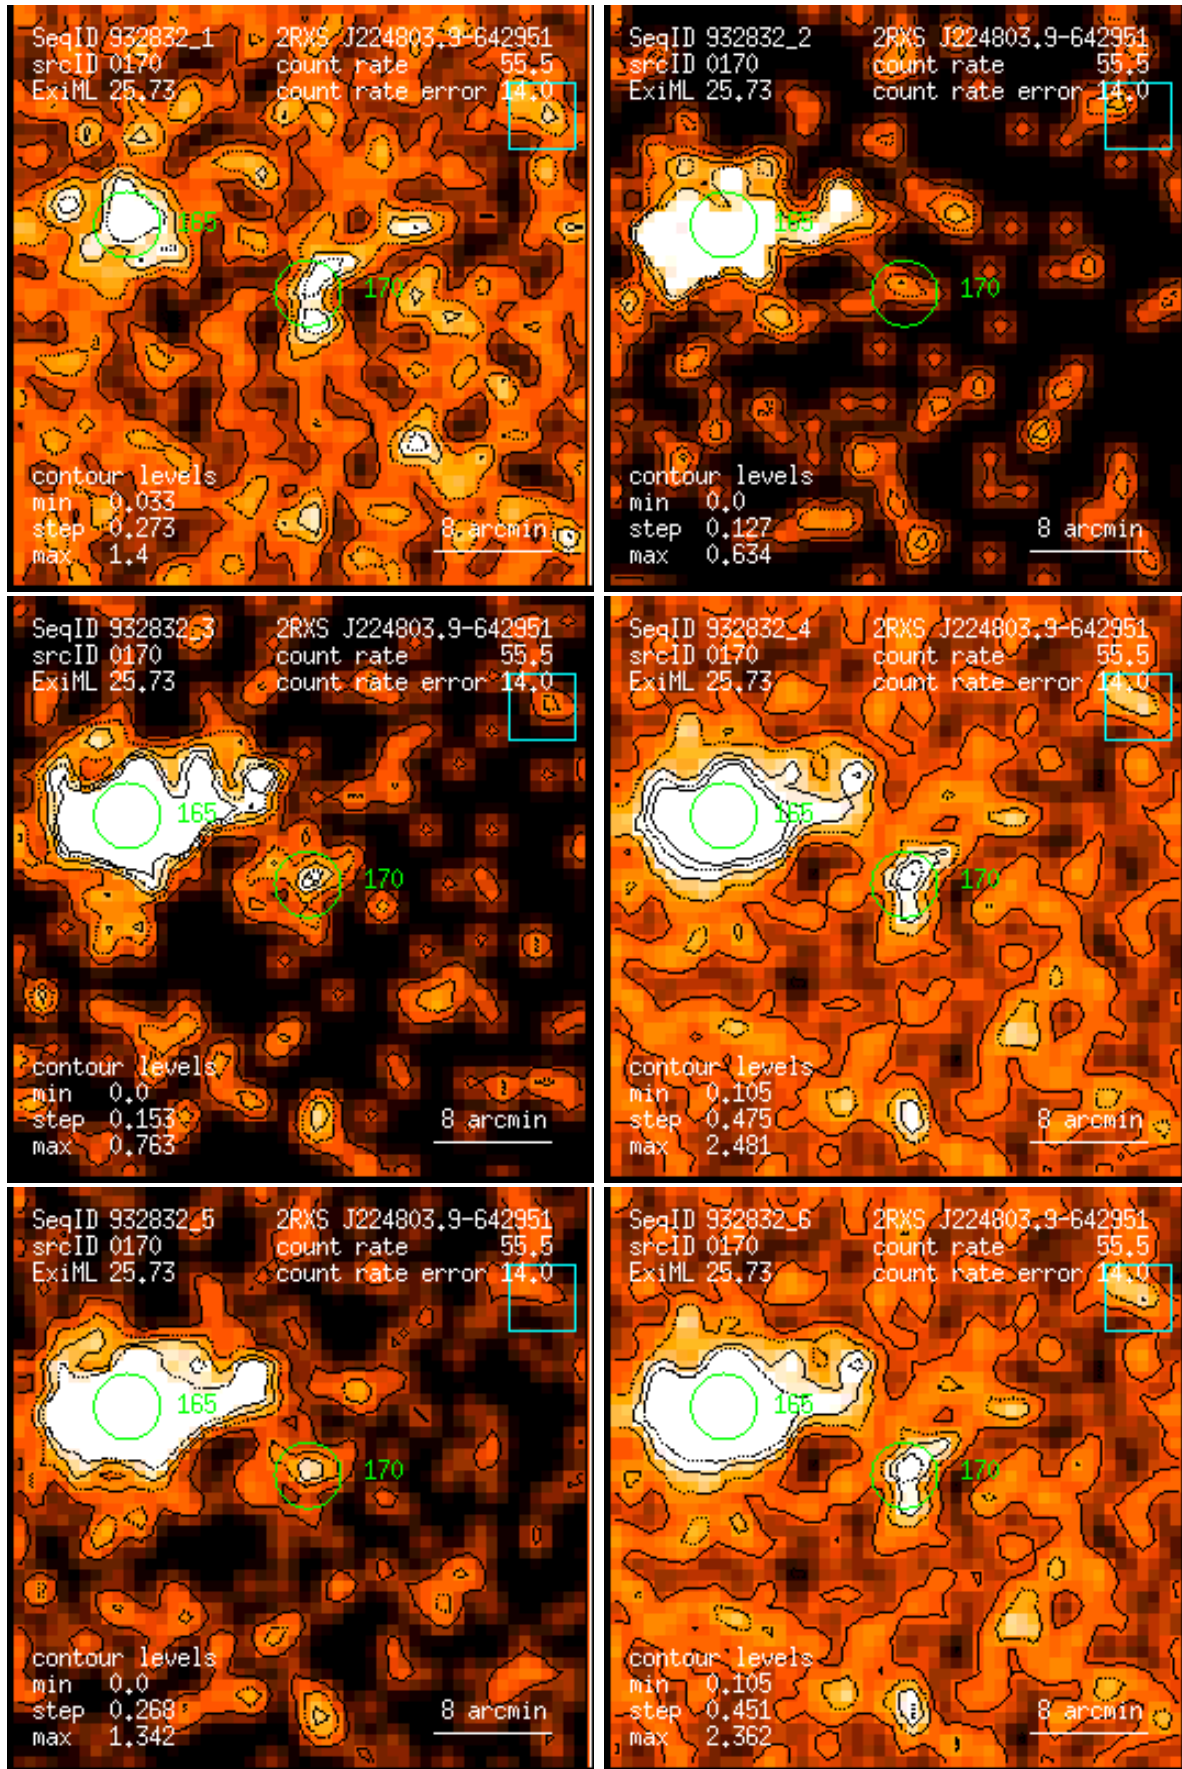 SeqID 932832_1 2RXS J224803.9-642951
srcID 0170 count rate 55.5
ExiML 25.73 count rate error 14.0
165
170
contour levels
min 0.033
step 0.273 8 arcmin
max 1.4
SeqID 932832_2 2RXS J224803.9-642951
srcID 0170 count rate 55.5
ExiML 25.73 count rate error 14.0
165
170
contour levels
min 0.0
step 0.127 8 arcmin
max 0.634
SeqID 932832_3 2RXS J224803.9-642951
srcID 0170 count rate 55.5
ExiML 25.73 count rate error 14.0
165
170
contour levels
min 0.0
step 0.153 8 arcmin
max 0.763
SeqID 932832_4 2RXS J224803.9-642951
srcID 0170 count rate 55.5
ExiML 25.73 count rate error 14.0
165
170
contour levels
min 0.105
step 0.475 8 arcmin
max 2.481
SeqID 932832_5 2RXS J224803.9-642951
srcID 0170 count rate 55.5
ExiML 25.73 count rate error 14.0
165
170
contour levels
min 0.0
step 0.268 8 arcmin
max 1.342
SeqID 932832_6 2RXS J224803.9-642951
srcID 0170 count rate 55.5
ExiML 25.73 count rate error 14.0
165
170
contour levels
min 0.105
step 0.451 8 arcmin
max 2.362